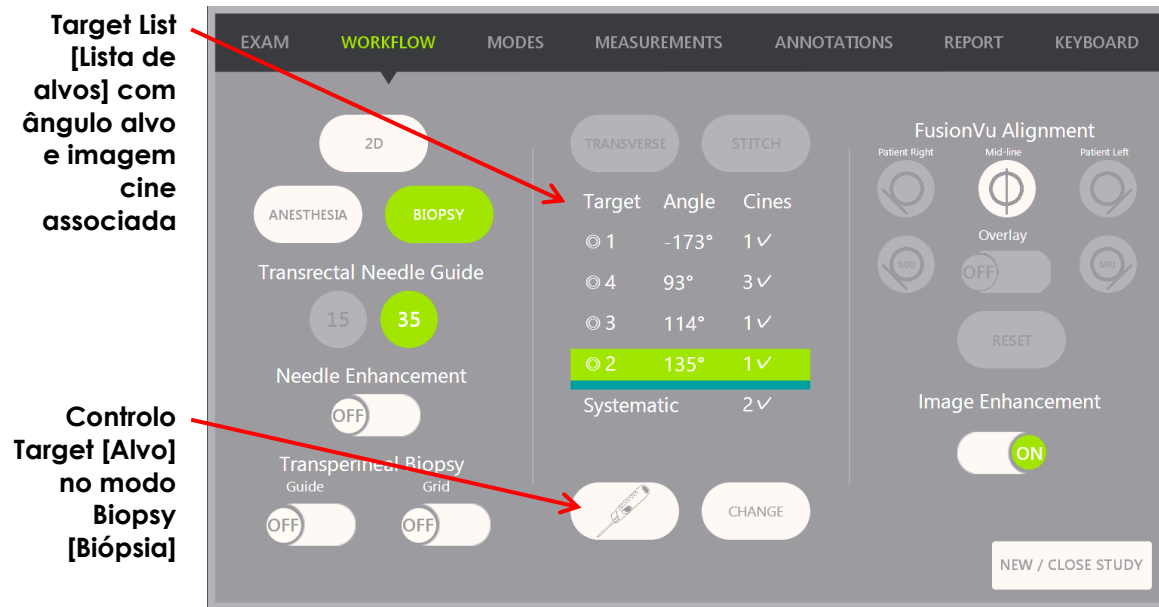 Target List
[Lista de
alvos] com
ângulo alvo
e imagem
cine
associada
Controlo
Target [Alvo]
no modo
Biopsy
[Biópsia]
EXAM WORKFLOW MODES MEASUREMENTS ANNOTATIONS REPORT KEYBOARD
2D
ANESTHESIA BIOPSY
Transrectal Needle Guide
15 35
Needle Enhancement
OFF
Transperineal Biopsy
Guide Grid
OFF OFF
TRANSVERSE STITCH
Target Angle Cines
1 -173° 1✓
4 93° 3✓
3 114° 1✓
2 135° 1✓
Systematic 2✓
CHANGE
FusionVu Alignment
Patient Right Mid-line Patient Left
Overlay
MRI OFF MRI
RESET
Image Enhancement
ON
NEW / CLOSE STUDY